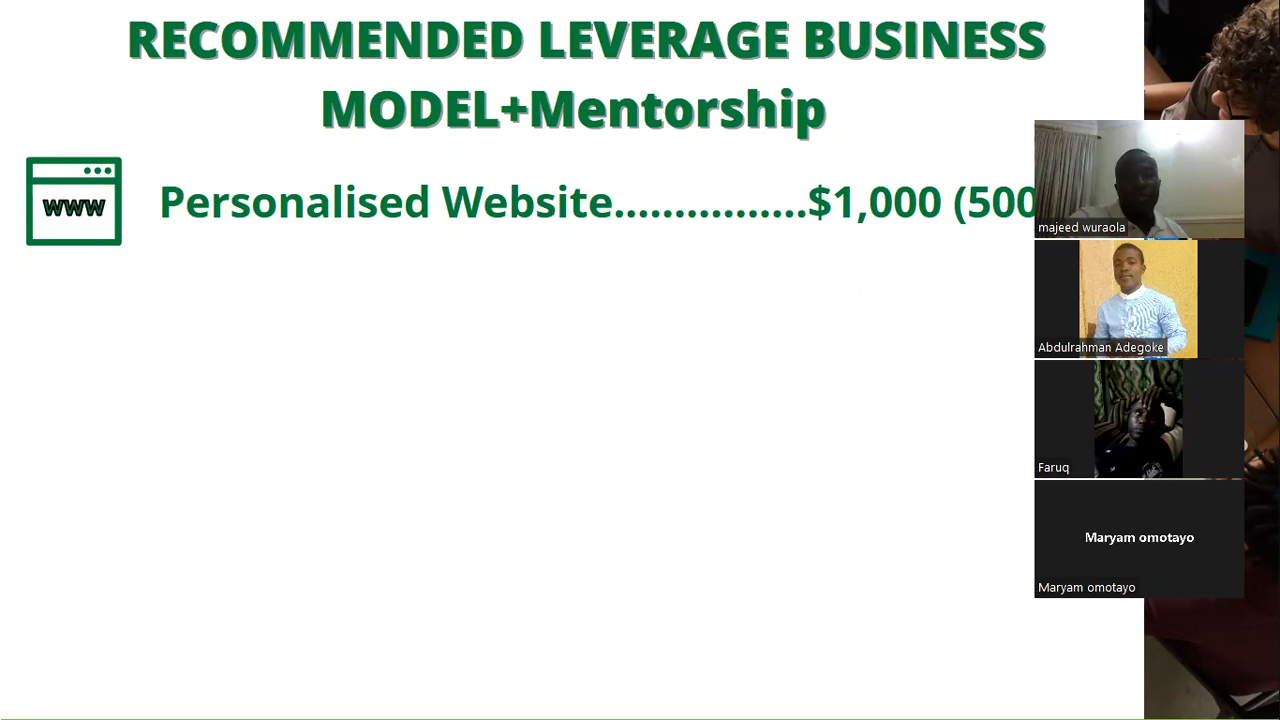 RECOMMENDED LEVERAGE BUSINESS
MODEL+Mentorship
www
Personalised Website................$1,000 (500
majeed wuraola
Abdulrahman Adegoke
Faruq
Maryam omotayo
Maryam omotayo